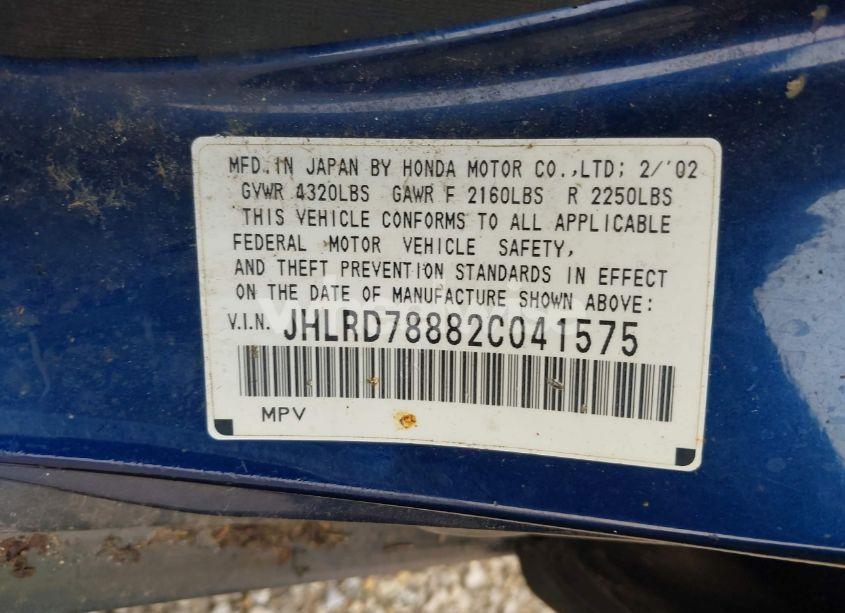 MFD. IN JAPAN BY HONDA MOTOR CO.,LTD; 2/'02
GVWR 4320LBS GAWR F 2160LBS R 2250LBS
THIS VEHICLE CONFORMS TO ALL APPLICABLE
FEDERAL MOTOR VEHICLE SAFETY,
AND THEFT PREVENTION STANDARDS IN EFFECT
ON THE DATE OF MANUFACTURE SHOWN ABOVE:
V.I.N. JHLRD78882C041575
MPV